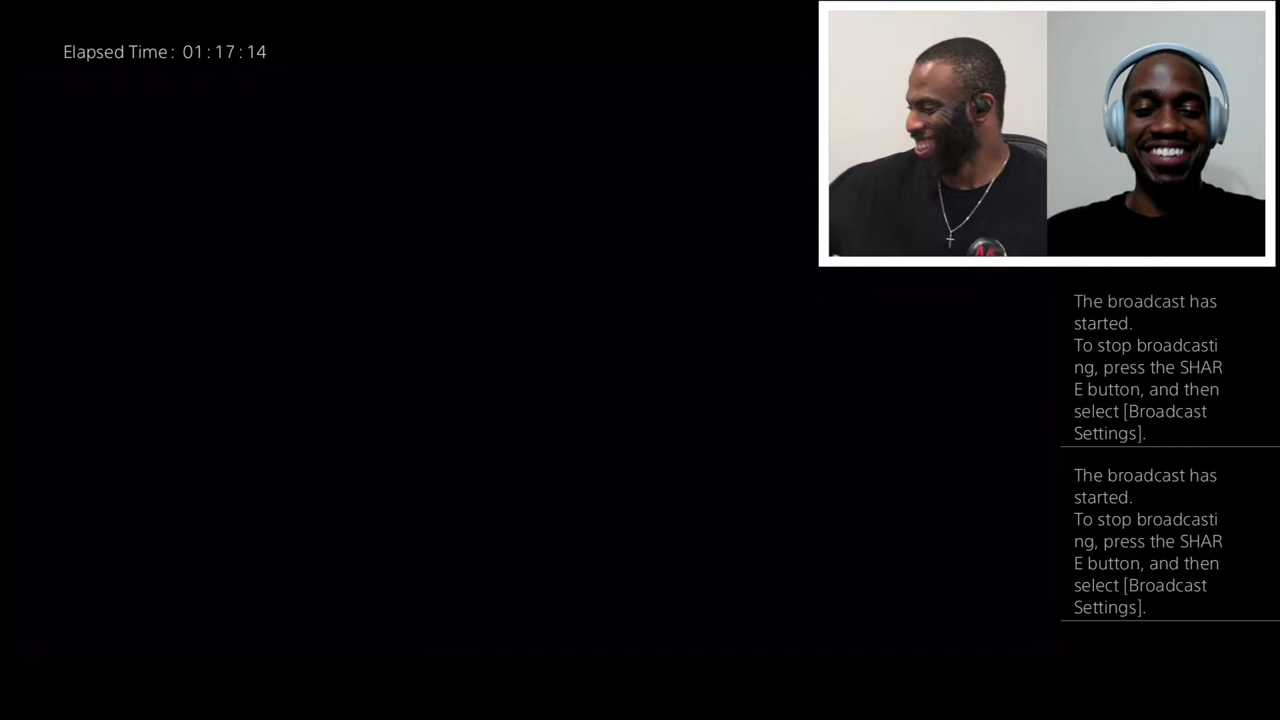 Elapsed Time: 01:17:14
The broadcast has
started.
To stop broadcasti
ng, press the SHAR
E button, and then
select [Broadcast
Settings].
The broadcast has
started.
To stop broadcasti
ng, press the SHAR
E button, and then
select [Broadcast
Settings].